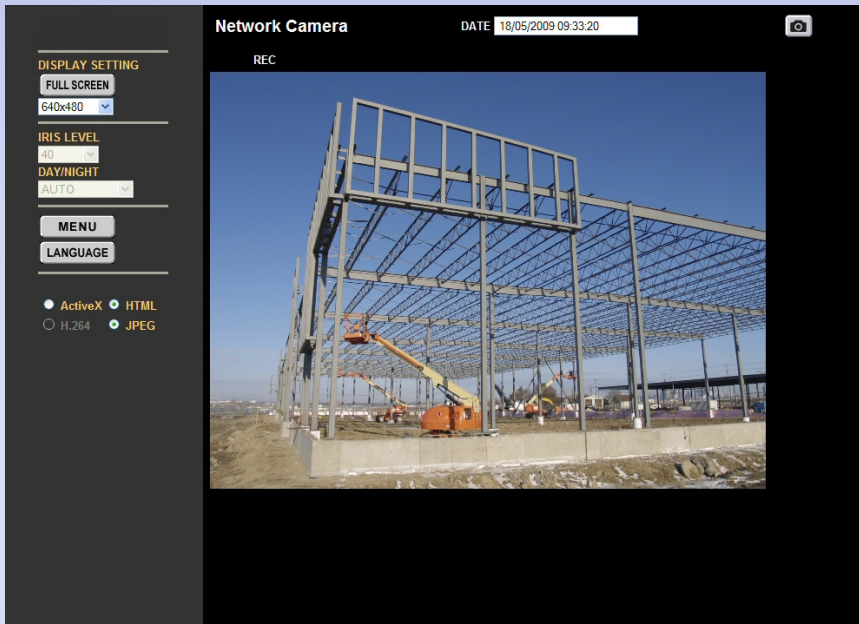 Network Camera
DATE 18/05/2009 09:33:20
REC
DISPLAY SETTING
FULL SCREEN
640x480
IRIS LEVEL
40
DAY/NIGHT
AUTO
MENU
LANGUAGE
ActiveX HTML
H.264 JPEG